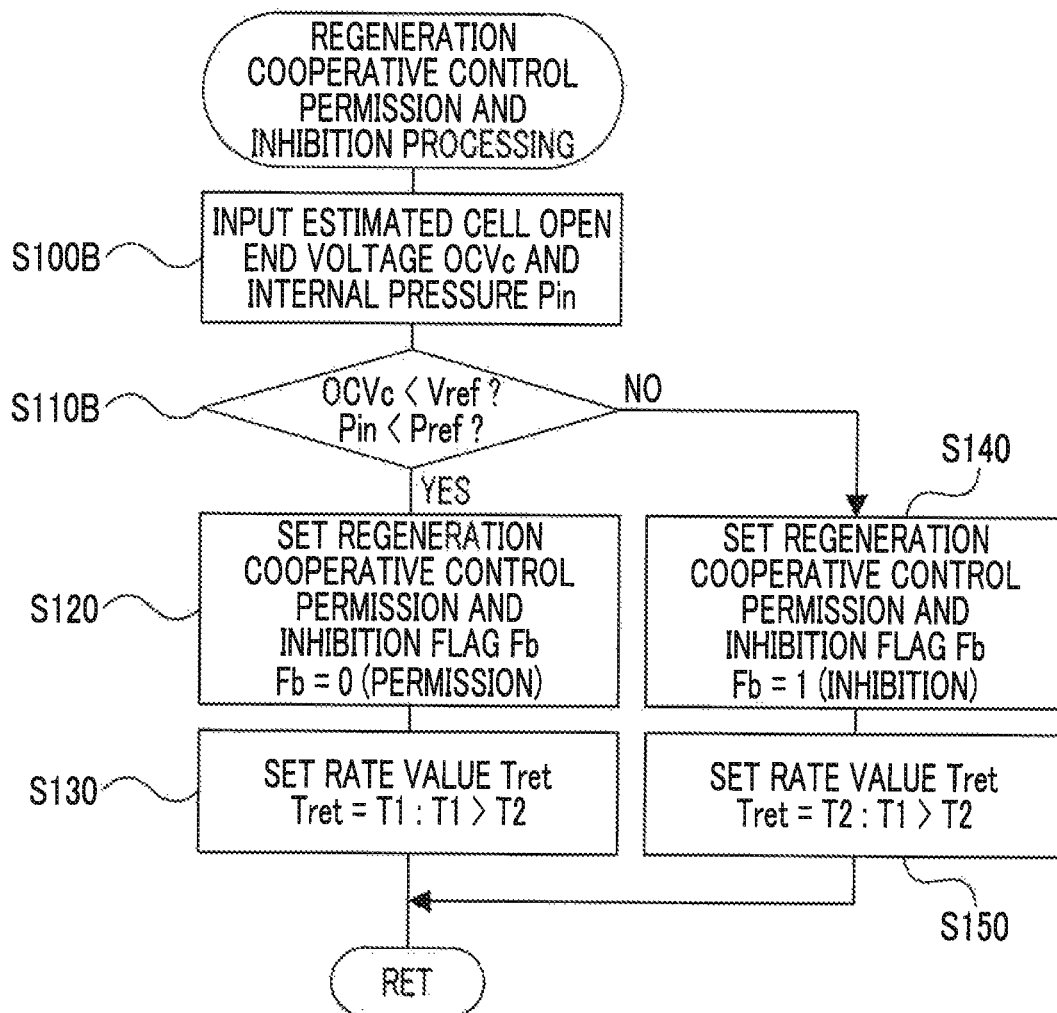 REGENERATION
COOPERATIVE CONTROL
PERMISSION AND
INHIBITION PROCESSING
S100B
INPUT ESTIMATED CELL OPEN
END VOLTAGE OCVc AND
INTERNAL PRESSURE Pin
S110B
OCVc < Vref ?
Pin < Pref ?
NO
YES
S120
SET REGENERATION
COOPERATIVE CONTROL
PERMISSION AND
INHIBITION FLAG Fb
Fb = 0 (PERMISSION)
S140
SET REGENERATION
COOPERATIVE CONTROL
PERMISSION AND
INHIBITION FLAG Fb
Fb = 1 (INHIBITION)
S130
SET RATE VALUE Tret
Tret = T1 : T1 > T2
SET RATE VALUE Tret
Tret = T2 : T1 > T2
S150
RET